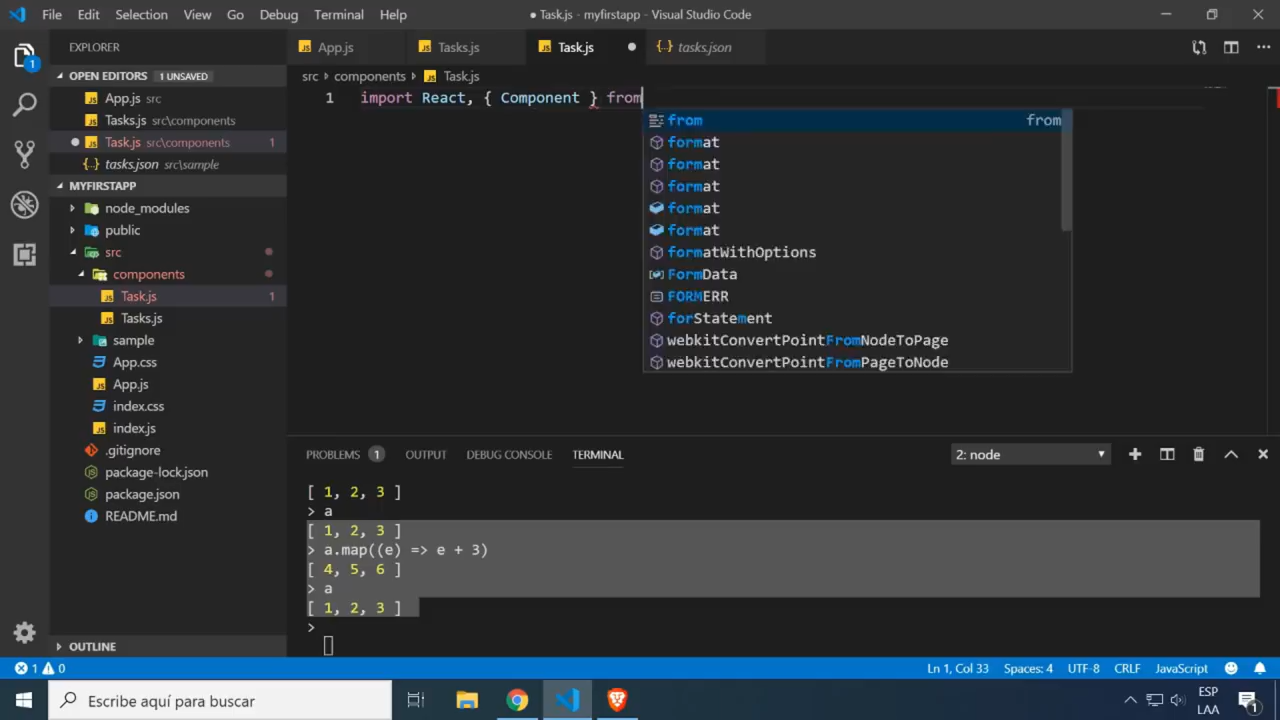 File Edit Selection View Go Debug Terminal Help
● Task.js - myfirstapp - Visual Studio Code
EXPLORER
OPEN EDITORS 1 UNSAVED
App.js src
Tasks.js src\components
Task.js src\components 1
tasks.json src\sample
MYFIRSTAPP
node_modules
public
src
components
Task.js 1
Tasks.js
sample
App.css
App.js
index.css
index.js
.gitignore
package-lock.json
package.json
README.md
OUTLINE
App.js Tasks.js Task.js tasks.json
src › components › Task.js
1 import React, { Component } from
from from
format
format
format
format
format
formatWithOptions
FormData
FORMERR
forStatement
webkitConvertPointFromNodeToPage
webkitConvertPointFromPageToNode
PROBLEMS 1 OUTPUT DEBUG CONSOLE TERMINAL 2: node
[ 1, 2, 3 ]
> a
[ 1, 2, 3 ]
> a.map((e) => e + 3)
[ 4, 5, 6 ]
> a
[ 1, 2, 3 ]
>
1 0 Ln 1, Col 33 Spaces: 4 UTF-8 CRLF JavaScript
Escribe aquí para buscar
ESP
LAA
1